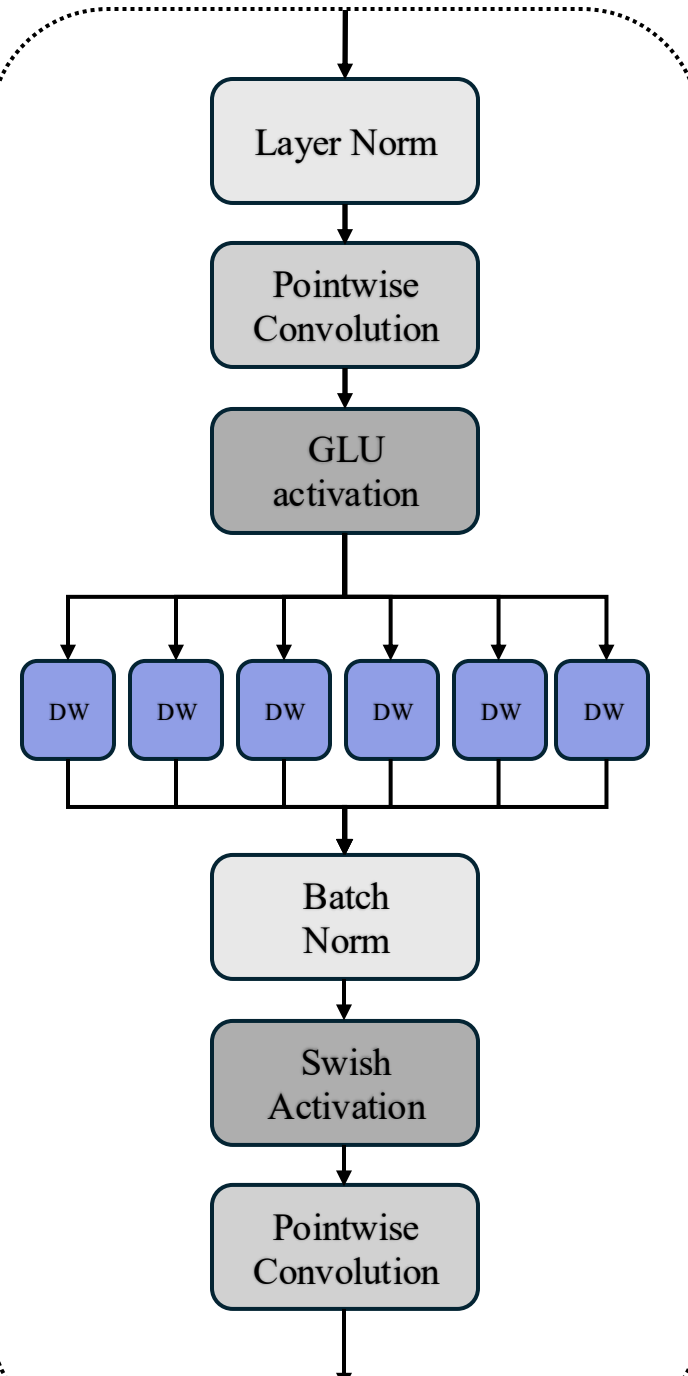 Layer Norm
Pointwise
Convolution
GLU
activation
DW DW DW DW DW DW
Batch
Norm
Swish
Activation
Pointwise
Convolution